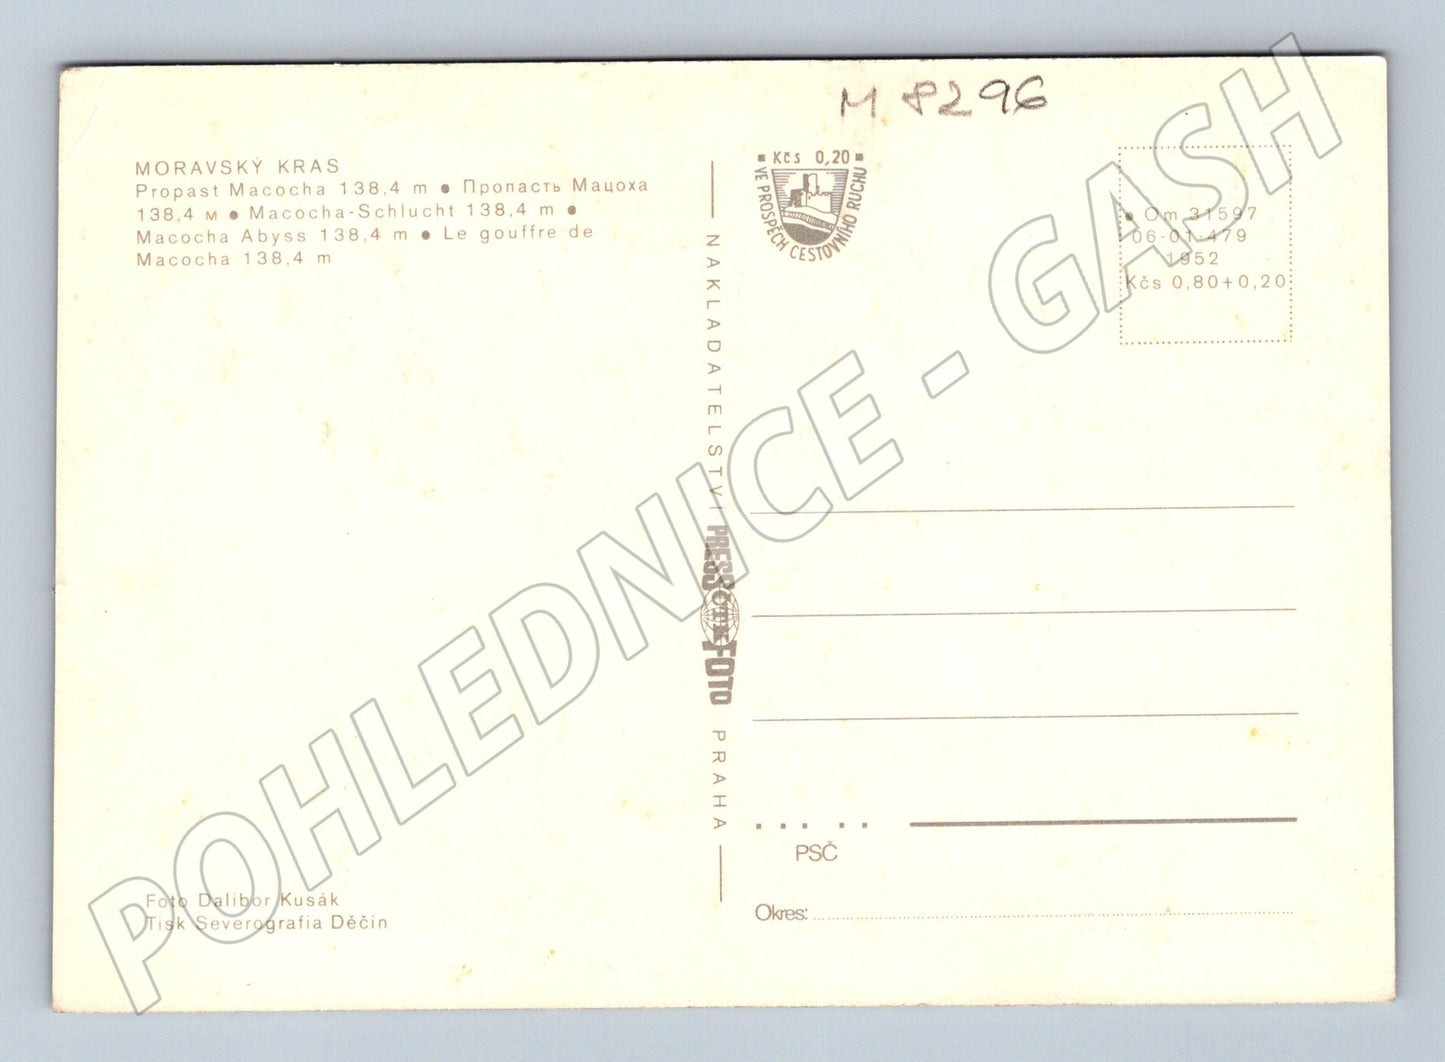 M 8296
MORAVSKÝ KRAS
Propast Macocha 138,4 m ● Пропасть Мацоха
138,4 м ● Macocha-Schlucht 138,4 m ●
Macocha Abyss 138,4 m ● Le gouffre de
Macocha 138,4 m
Foto Dalibor Kusák
Tisk Severografia Děčín
NAKLADATELSTVÍ PRESSFOTO PRAHA
ČTK
Kčs 0,20
VE PROSPĚCH CESTOVNÍHO RUCHU
● Om 31597
06-01-479
1952
Kčs 0,80+0,20
PSČ
Okres:
POHLEDNICE - GASH